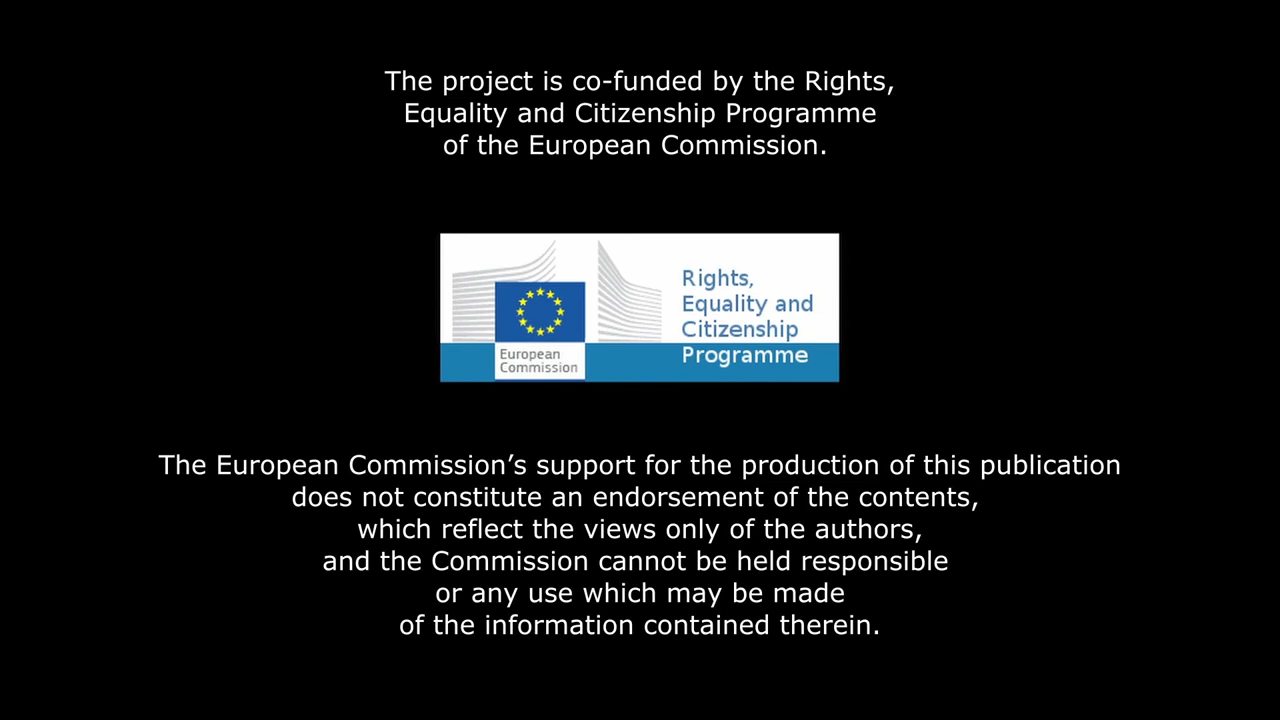 The project is co-funded by the Rights,
Equality and Citizenship Programme
of the European Commission.
Rights,
Equality and
Citizenship
Programme
European
Commission
The European Commission’s support for the production of this publication
does not constitute an endorsement of the contents,
which reflect the views only of the authors,
and the Commission cannot be held responsible
or any use which may be made
of the information contained therein.